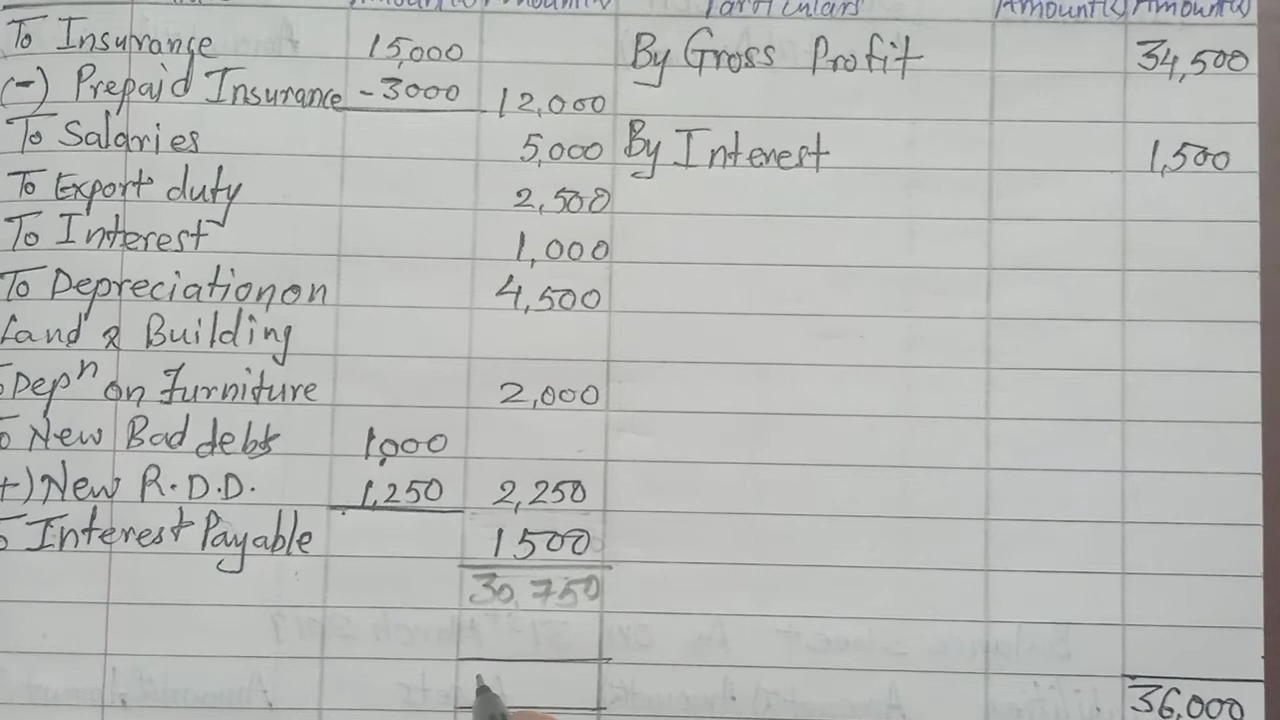 Particulars Amount(₹) Amount(₹)
To Insurance 15,000 By Gross Profit 34,500
(-) Prepaid Insurance -3000 12,000
To Salaries 5,000 By Interest 1,500
To Export duty 2,500
To Interest 1,000
To Depreciation on 4,500
Land & Building
Depⁿ on Furniture 2,000
New Bad debts 1,000
+) New R.D.D. 1,250 2,250
Interest Payable 1500
30,750
36,000